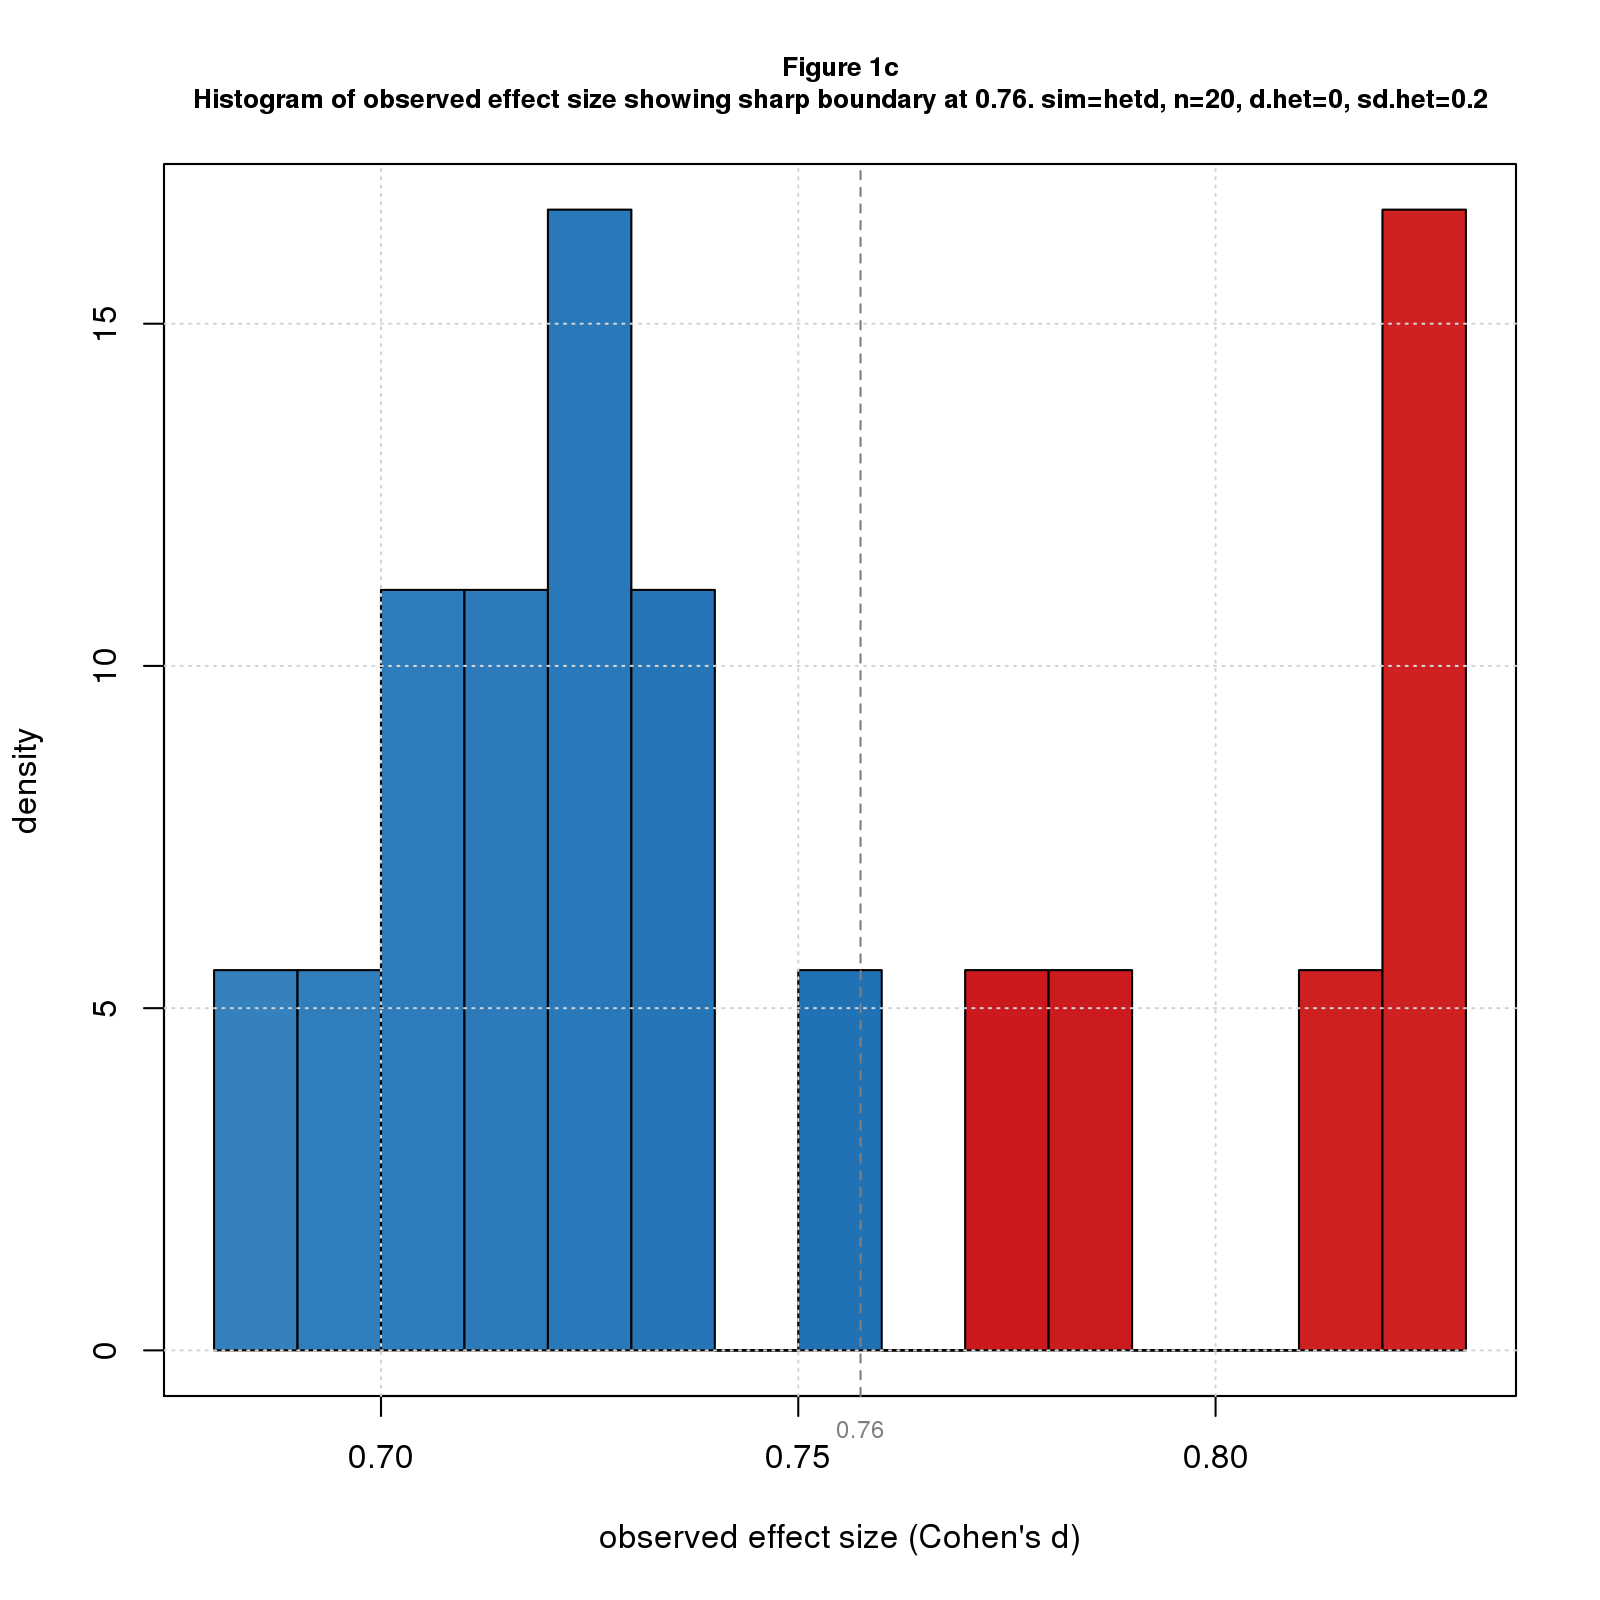 Figure 1c
Histogram of observed effect size showing sharp boundary at 0.76. sim=hetd, n=20, d.het=0, sd.het=0.2
15
10
5
0
density
0.76
0.70 0.75 0.80
observed effect size (Cohen's d)